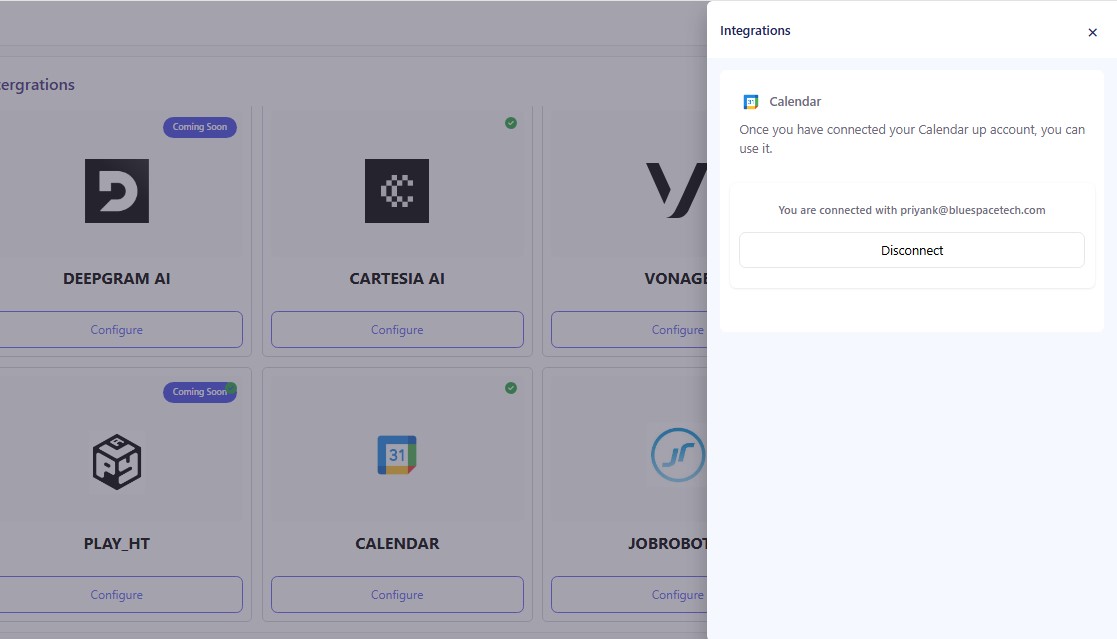 Integrations
×
tergrations
Calendar
Once you have connected your Calendar up account, you can
use it.
You are connected with priyank@bluespacetech.com
Disconnect
Coming Soon
DEEPGRAM AI
CARTESIA AI
VONAGE
Configure
Configure
Configure
Coming Soon
31
PLAY_HT
CALENDAR
JOBROBOT
Configure
Configure
Configure